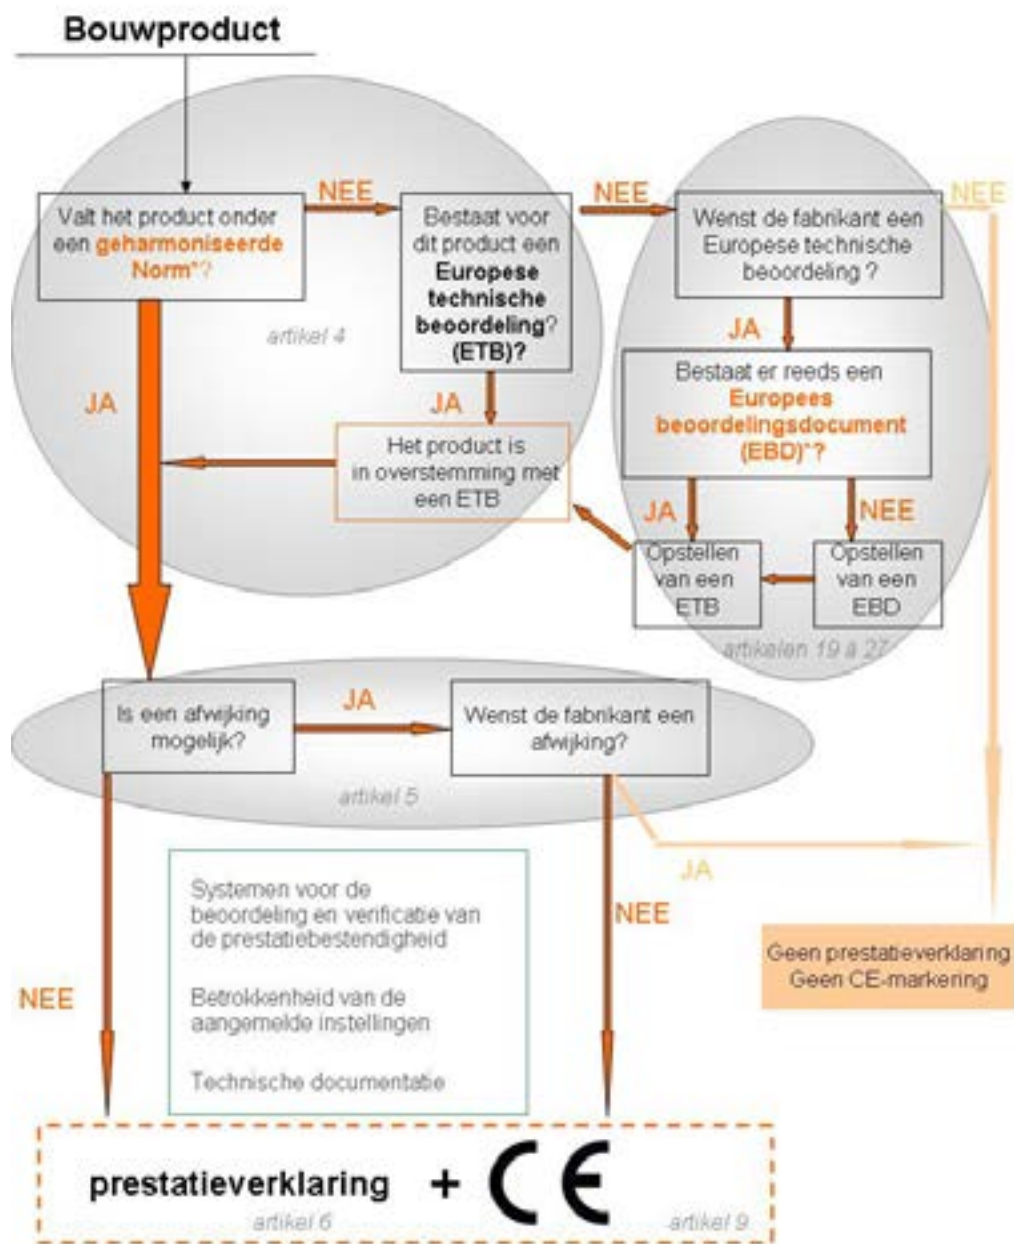 Bouwproduct
Valt het product onder
een geharmoniseerde
Norm*?
NEE
Bestaat voor
dit product een
Europese
technische
beoordeling?
(ETB)?
NEE
Wenst de fabrikant een
Europese technische
beoordeling ?
NEE
artikel 4
JA
JA
Het product is
in overstemming met
een ETB
JA
Bestaat er reeds een
Europees
beoordelingsdocument
(EBD)*?
JA
NEE
Opstellen
van een
ETB
Opstellen
van een
EBD
artikelen 19 à 27
Is een afwijking
mogelijk?
JA
Wenst de fabrikant een
afwijking?
artikel 5
JA
NEE
NEE
Systemen voor de
beoordeling en verificatie van
de prestatiebestendigheid
Betrokkenheid van de
aangemelde instellingen
Technische documentatie
Geen prestatieverklaring
Geen CE-markering
prestatieverklaring + CE
artikel 6
artikel 9